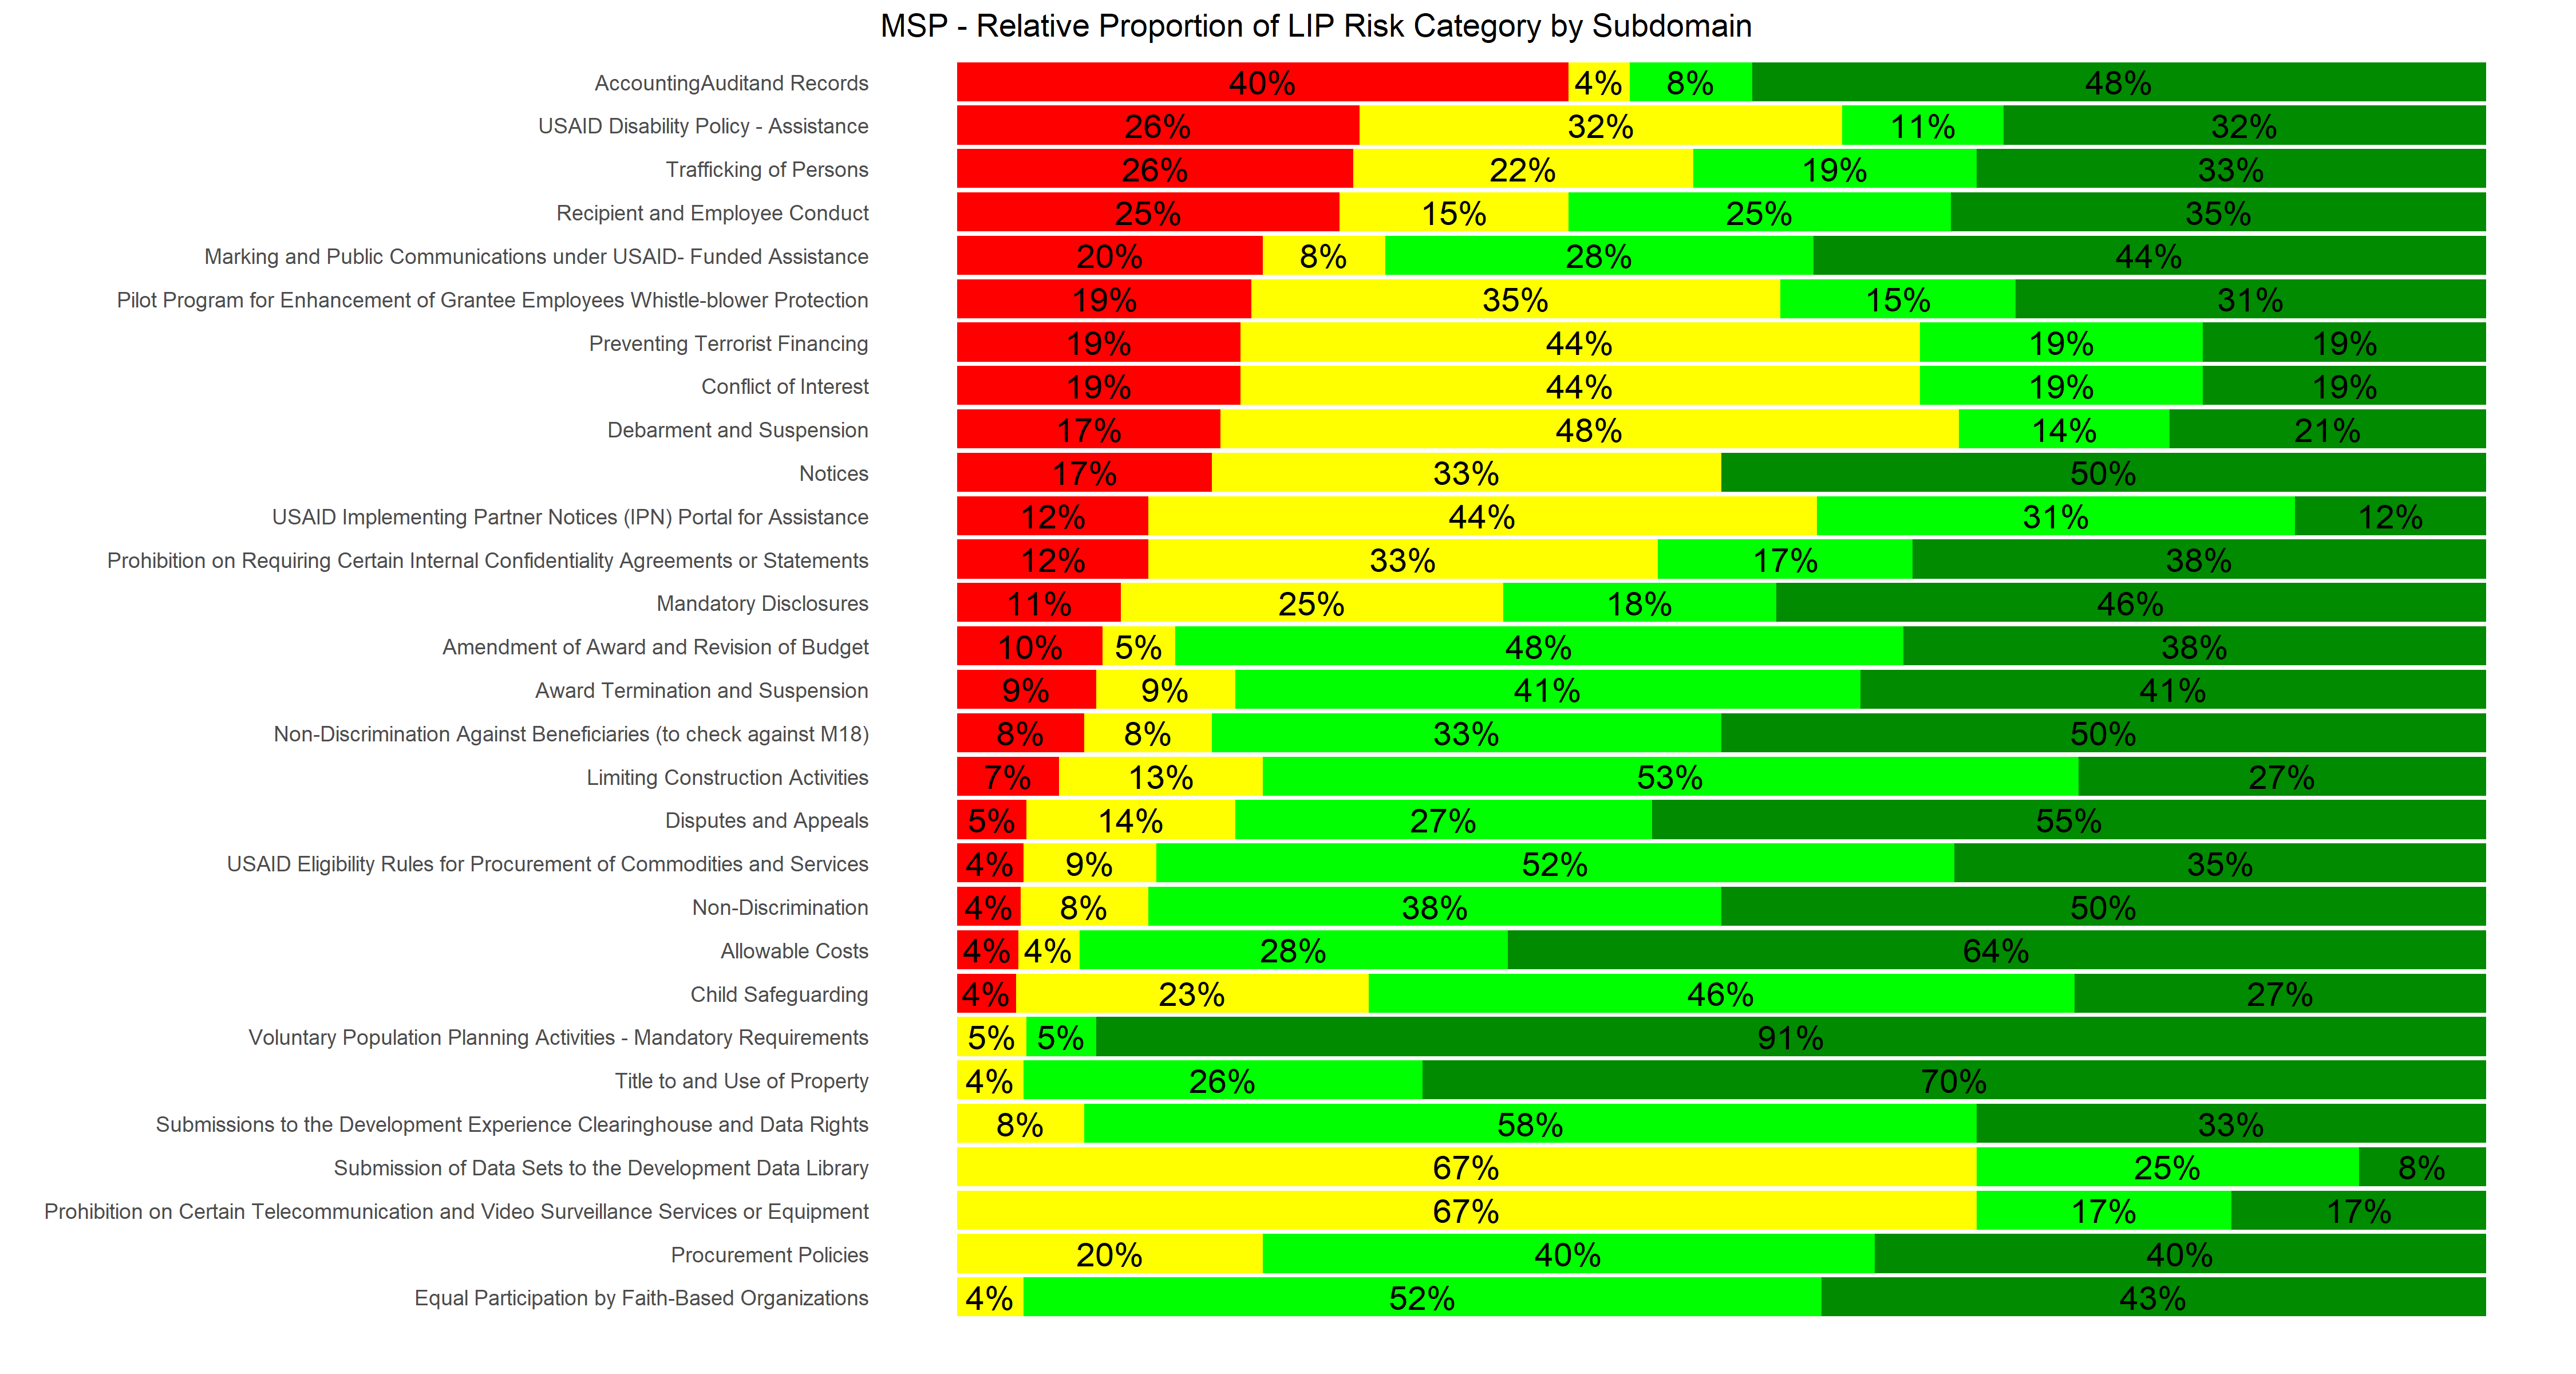 MSP - Relative Proportion of LIP Risk Category by Subdomain
AccountingAuditand Records 40% 4% 8% 48%
USAID Disability Policy - Assistance 26% 32% 11% 32%
Trafficking of Persons 26% 22% 19% 33%
Recipient and Employee Conduct 25% 15% 25% 35%
Marking and Public Communications under USAID- Funded Assistance 20% 8% 28% 44%
Pilot Program for Enhancement of Grantee Employees Whistle-blower Protection 19% 35% 15% 31%
Preventing Terrorist Financing 19% 44% 19% 19%
Conflict of Interest 19% 44% 19% 19%
Debarment and Suspension 17% 48% 14% 21%
Notices 17% 33% 50%
USAID Implementing Partner Notices (IPN) Portal for Assistance 12% 44% 31% 12%
Prohibition on Requiring Certain Internal Confidentiality Agreements or Statements 12% 33% 17% 38%
Mandatory Disclosures 11% 25% 18% 46%
Amendment of Award and Revision of Budget 10% 5% 48% 38%
Award Termination and Suspension 9% 9% 41% 41%
Non-Discrimination Against Beneficiaries (to check against M18) 8% 8% 33% 50%
Limiting Construction Activities 7% 13% 53% 27%
Disputes and Appeals 5% 14% 27% 55%
USAID Eligibility Rules for Procurement of Commodities and Services 4% 9% 52% 35%
Non-Discrimination 4% 8% 38% 50%
Allowable Costs 4% 4% 28% 64%
Child Safeguarding 4% 23% 46% 27%
Voluntary Population Planning Activities - Mandatory Requirements 5% 5% 91%
Title to and Use of Property 4% 26% 70%
Submissions to the Development Experience Clearinghouse and Data Rights 8% 58% 33%
Submission of Data Sets to the Development Data Library 67% 25% 8%
Prohibition on Certain Telecommunication and Video Surveillance Services or Equipment 67% 17% 17%
Procurement Policies 20% 40% 40%
Equal Participation by Faith-Based Organizations 4% 52% 43%